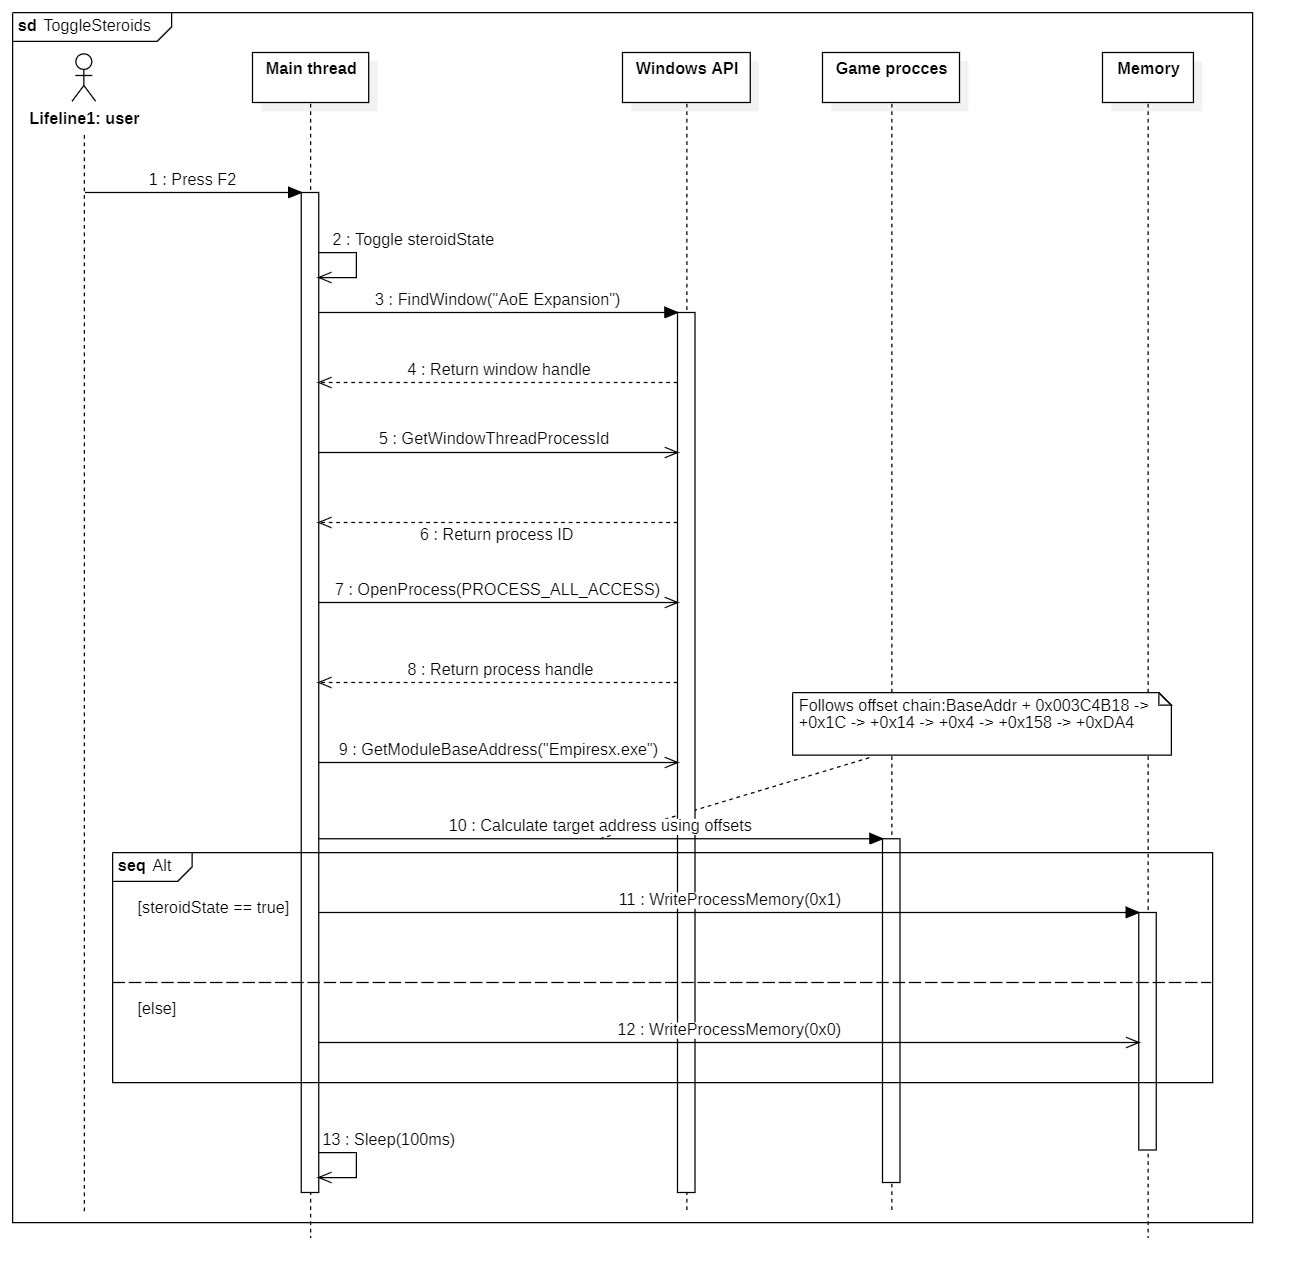 sd ToggleSteroids
Lifeline1: user
Main thread
Windows API
Game procces
Memory
1 : Press F2
2 : Toggle steroidState
3 : FindWindow("AoE Expansion")
4 : Return window handle
5 : GetWindowThreadProcessId
6 : Return process ID
7 : OpenProcess(PROCESS_ALL_ACCESS)
8 : Return process handle
Follows offset chain:BaseAddr + 0x003C4B18 ->
+0x1C -> +0x14 -> +0x4 -> +0x158 -> +0xDA4
9 : GetModuleBaseAddress("Empiresx.exe")
10 : Calculate target address using offsets
seq Alt
[steroidState == true]
11 : WriteProcessMemory(0x1)
[else]
12 : WriteProcessMemory(0x0)
13 : Sleep(100ms)